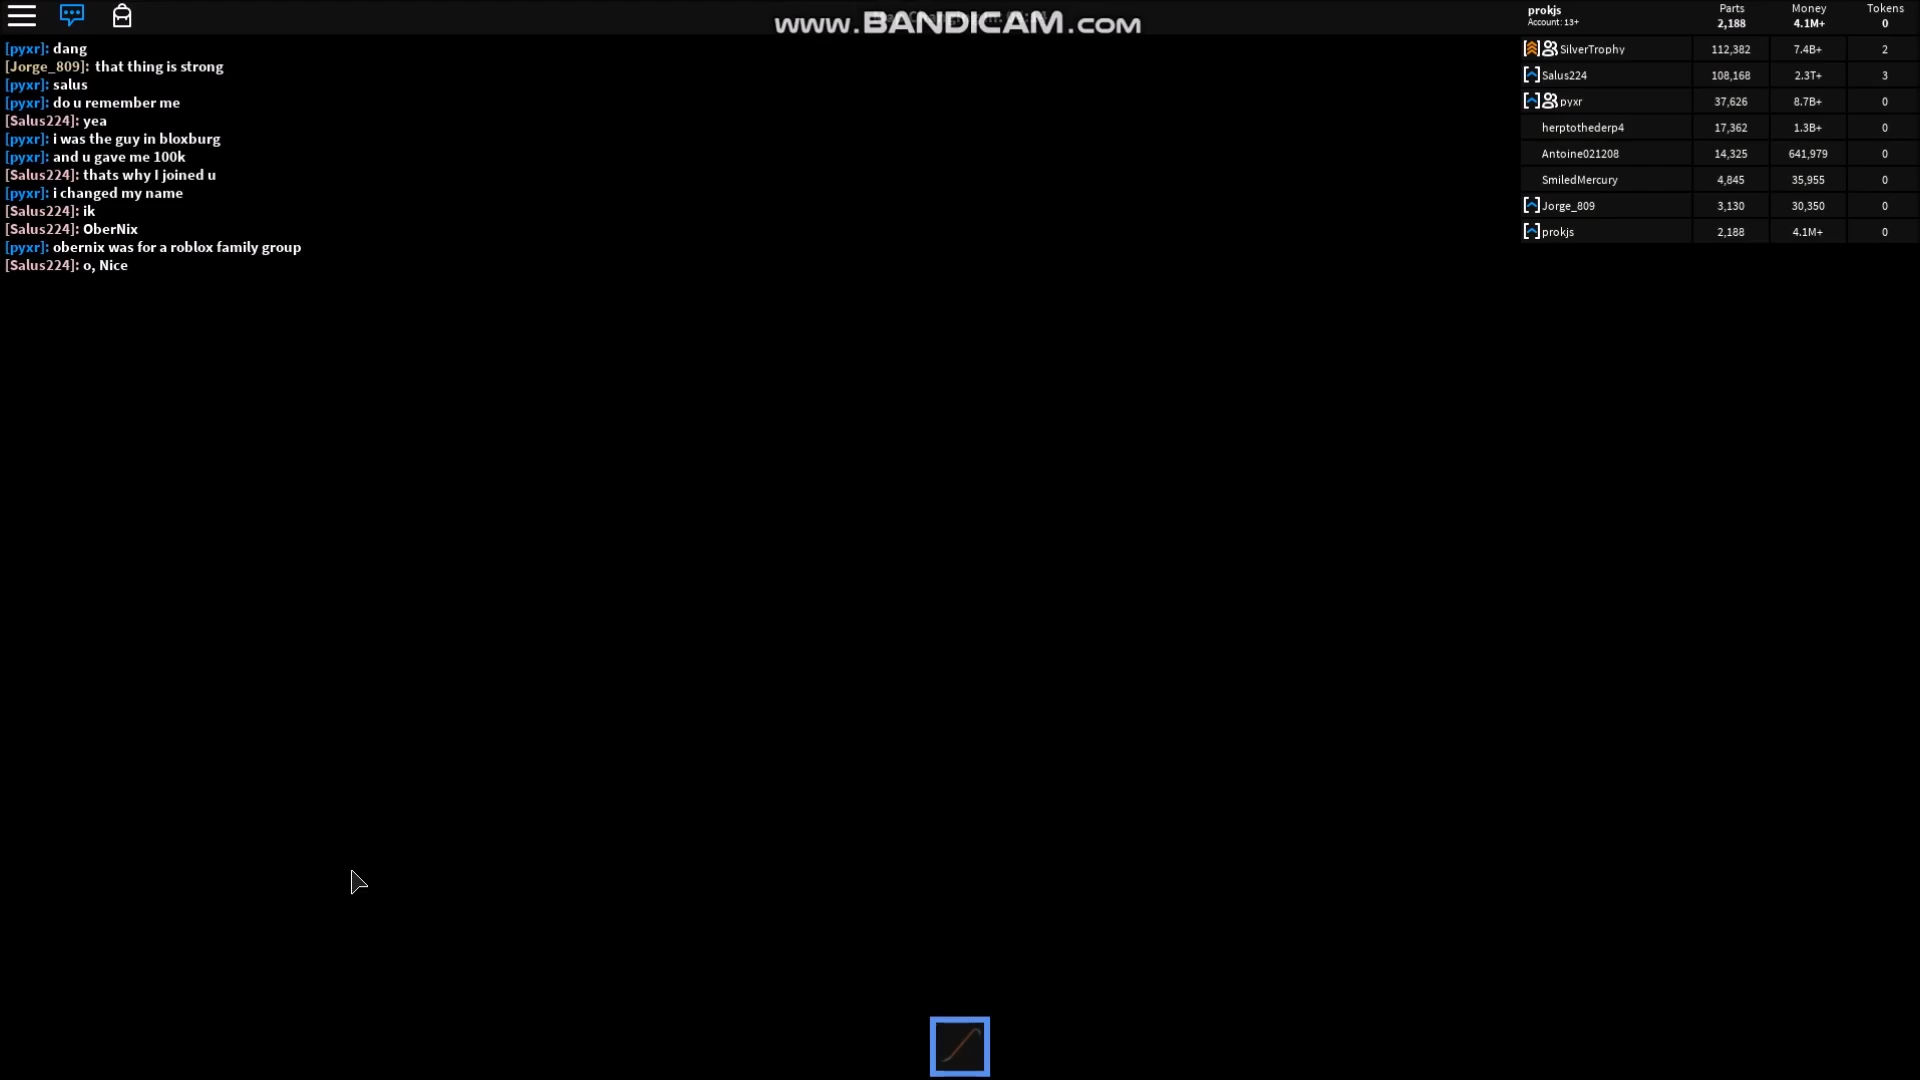 www.BANDICAM.com
[pyxr]: dang
[Jorge_809]: that thing is strong
[pyxr]: salus
[pyxr]: do u remember me
[Salus224]: yea
[pyxr]: i was the guy in bloxburg
[pyxr]: and u gave me 100k
[Salus224]: thats why I joined u
[pyxr]: i changed my name
[Salus224]: ik
[Salus224]: OberNix
[pyxr]: obernix was for a roblox family group
[Salus224]: o, Nice
prokjs Parts Money Tokens
Account: 13+ 2,188 4.1M+ 0
SilverTrophy 112,382 7.4B+ 2
Salus224 108,168 2.3T+ 3
pyxr 37,626 8.7B+ 0
herptothederp4 17,362 1.3B+ 0
Antoine021208 14,325 641,979 0
SmiledMercury 4,845 35,955 0
Jorge_809 3,130 30,350 0
prokjs 2,188 4.1M+ 0